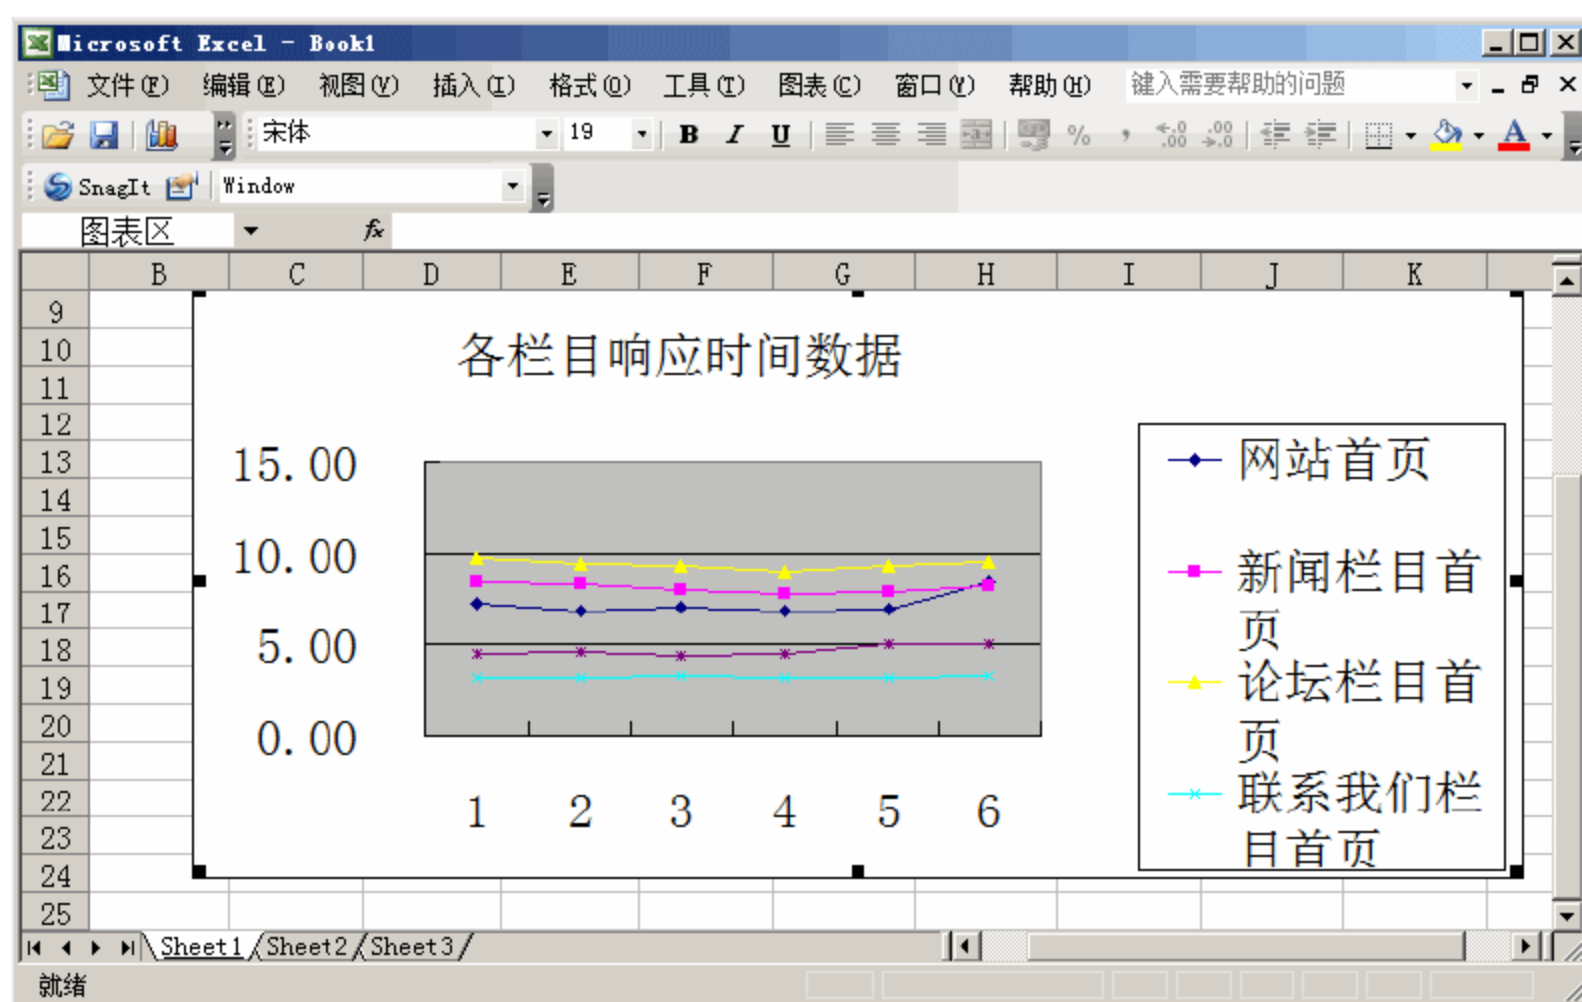 Microsoft Excel - Book1
文件(F) 编辑(E) 视图(V) 插入(I) 格式(O) 工具(T) 图表(C) 窗口(W) 帮助(H) 键入需要帮助的问题
宋体 19 B I U % , .0 .00 .00 .0 A
SnagIt Window
图表区 fx
B C D E F G H I J K
9
10
11
12
13
14
15
16
17
18
19
20
21
22
23
24
25
各栏目响应时间数据
15.00
10.00
5.00
0.00
1 2 3 4 5 6
网站首页
新闻栏目首
页
论坛栏目首
页
联系我们栏
目首页
Sheet1 Sheet2 Sheet3
就绪